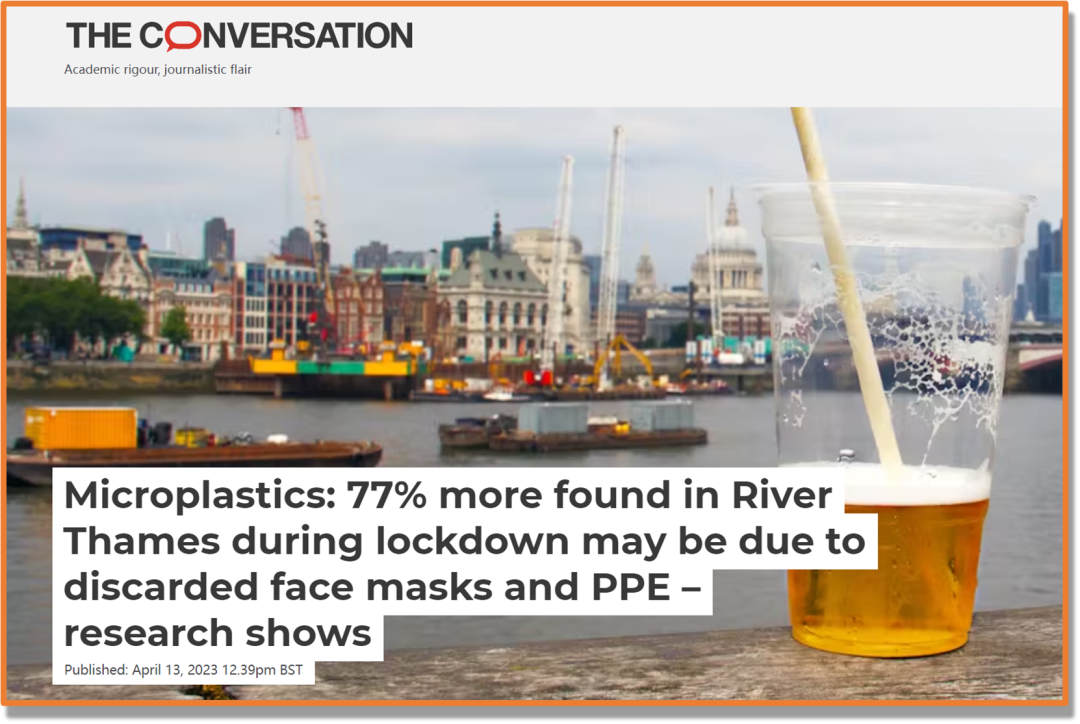 THE CONVERSATION
Academic rigour, journalistic flair
Microplastics: 77% more found in River
Thames during lockdown may be due to
discarded face masks and PPE –
research shows
Published: April 13, 2023 12.39pm BST